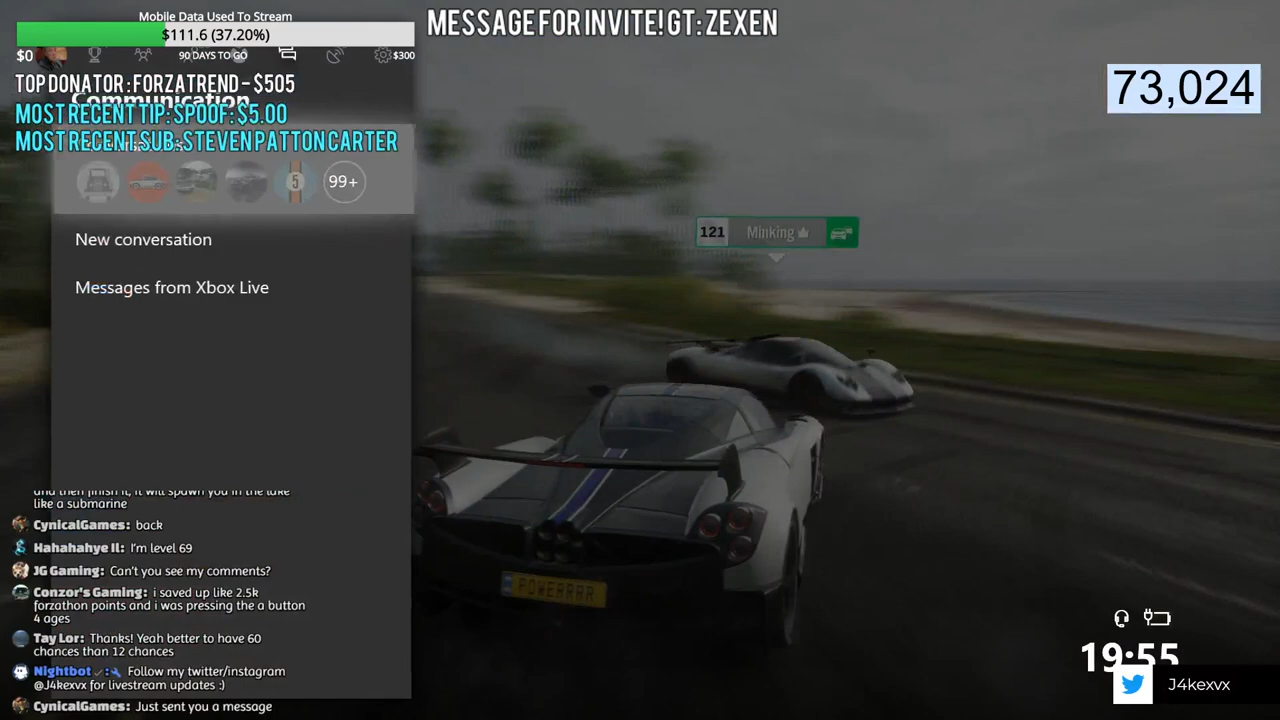 Mobile Data Used To Stream
$111.6 (37.20%)
$0
90 DAYS TO GO
$300
MESSAGE FOR INVITE! GT: ZEXEN
73,024
TOP DONATOR : FORZATREND - $505
Communication
MOST RECENT TIP: SPOOF: $5.00
MOST RECENT SUB: STEVEN PATTON CARTER
5
99+
New conversation
Messages from Xbox Live
121 Minking
POWERRRR
and then finish it, it will spawn you in the lake
like a submarine
CynicalGames: back
Hahahahye Il: I'm level 69
JG Gaming: Can't you see my comments?
Conzor's Gaming: i saved up like 2.5k
forzathon points and i was pressing the a button
4 ages
Tay Lor: Thanks! Yeah better to have 60
chances than 12 chances
Nightbot : Follow my twitter/instagram
@J4kexvx for livestream updates :)
CynicalGames: Just sent you a message
19:55
J4kexvx